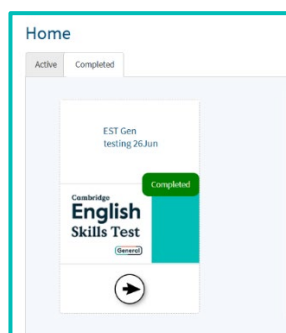 Home
Active Completed
EST Gen
testing 26Jun
Completed
Cambridge
English
Skills Test
General